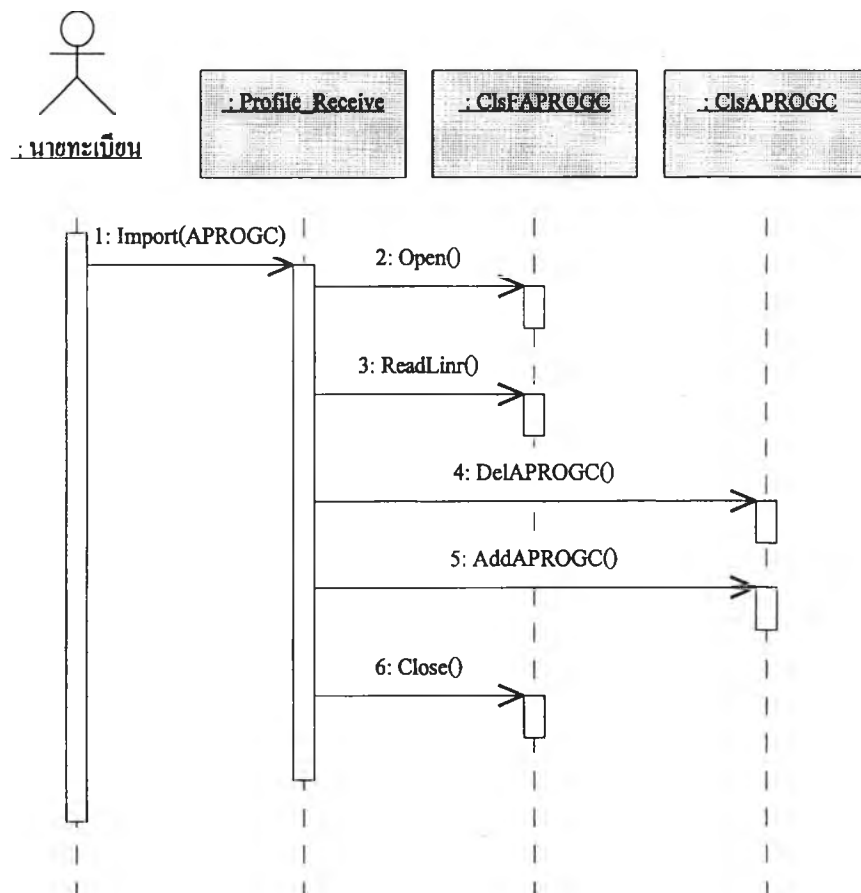 : นายทะเบียน
: Profile_Receive
: ClsFAPROGC
: ClsAPROGC
1: Import(APROGC)
2: Open()
3: ReadLinr()
4: DelAPROGC()
5: AddAPROGC()
6: Close()